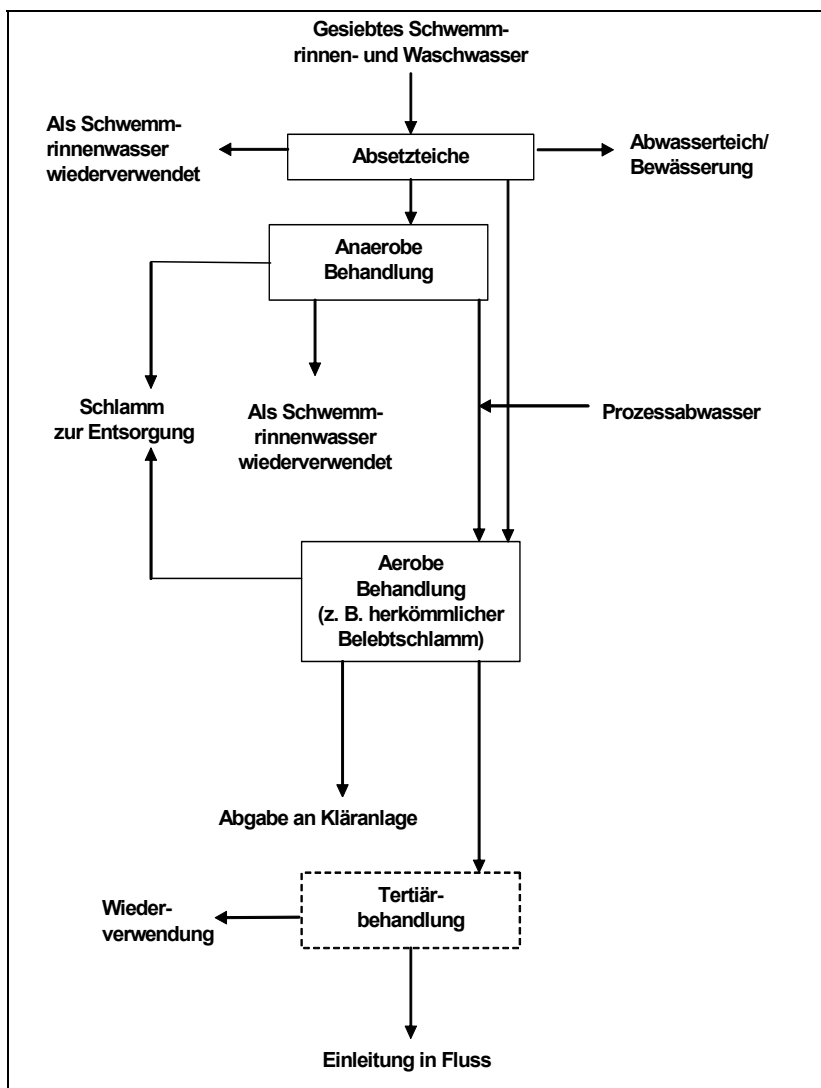 Gesiebtes Schwemm-
rinnen- und Waschwasser
Als Schwemm-
rinnenwasser
wiederverwendet
Absetzteiche
Abwasserteich/
Bewässerung
Anaerobe
Behandlung
Schlamm
zur Entsorgung
Als Schwemm-
rinnenwasser
wiederverwendet
Prozessabwasser
Aerobe
Behandlung
(z. B. herkömmlicher
Belebtschlamm)
Abgabe an Kläranlage
Wieder-
verwendung
Tertiär-
behandlung
Einleitung in Fluss